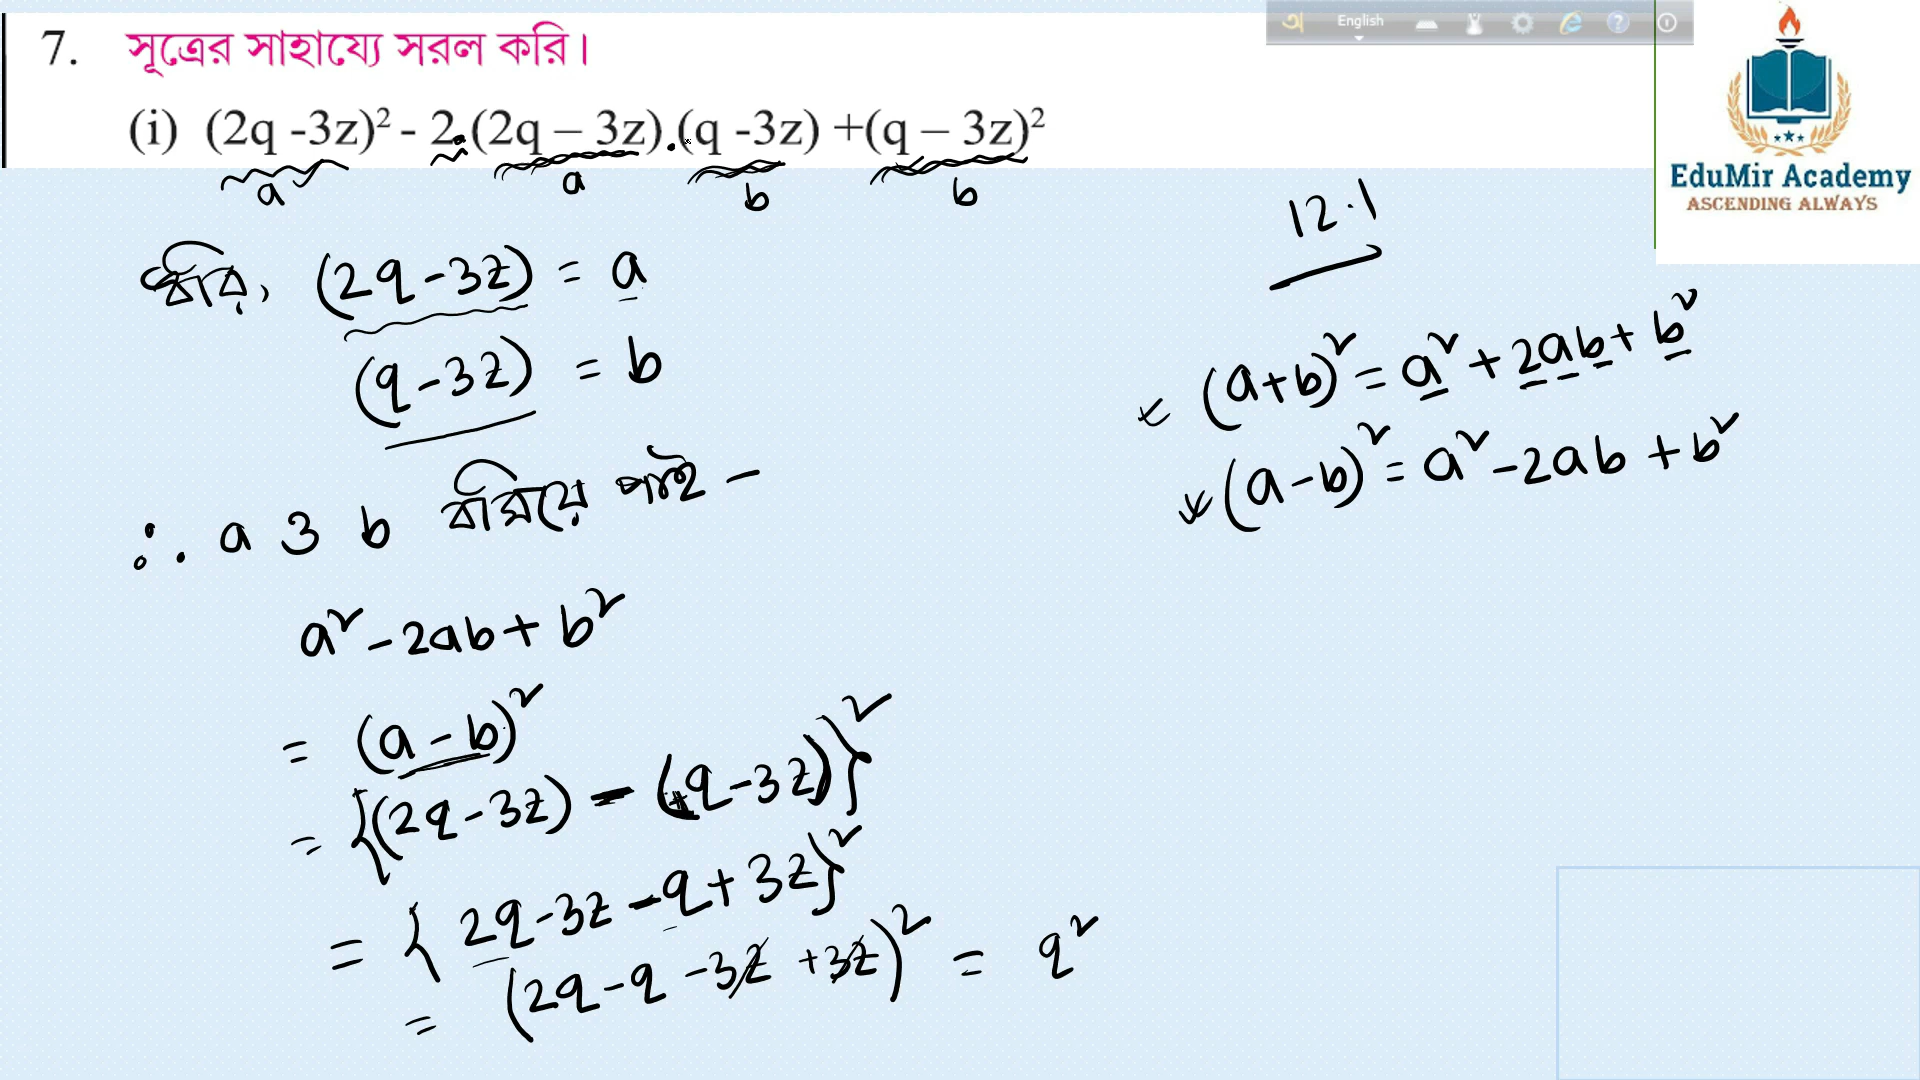 English
7. সূত্রের সাহায্যে সরল করি।
(i) (2q -3z)² - 2.(2q – 3z).(q -3z) +(q – 3z)²
a a b b
EduMir Academy
ASCENDING ALWAYS
12.1
ধরি, (2q-3z) = a
(q-3z) = b
(a+b)² = a² + 2ab + b²
(a-b)² = a² - 2ab + b²
∴ a ও b বসিয়ে পাই -
a² - 2ab + b²
= (a-b)²
= {(2q-3z) - (q-3z)}²
= {2q-3z -q+3z}²
= (2q-q -3z +3z)² = q²